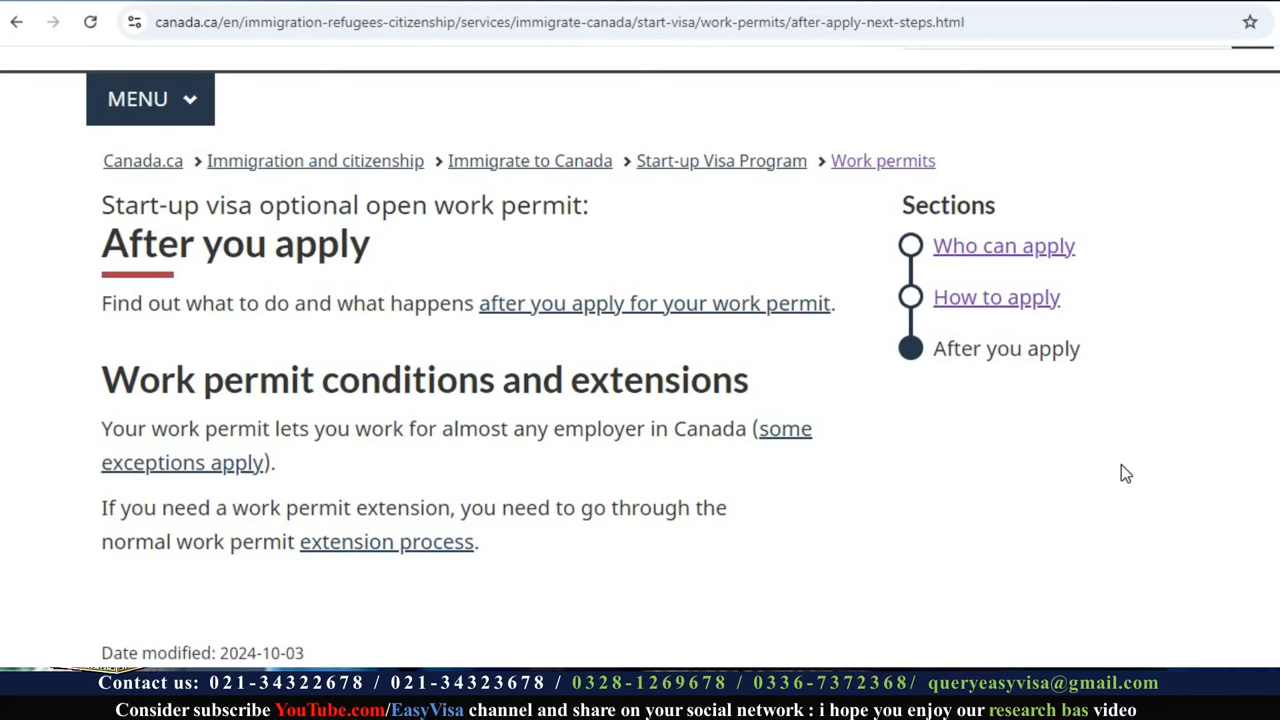 canada.ca/en/immigration-refugees-citizenship/services/immigrate-canada/start-visa/work-permits/after-apply-next-steps.html
MENU
Canada.ca > Immigration and citizenship > Immigrate to Canada > Start-up Visa Program > Work permits
Start-up visa optional open work permit:
After you apply
Find out what to do and what happens after you apply for your work permit.
Work permit conditions and extensions
Your work permit lets you work for almost any employer in Canada (some
exceptions apply).
If you need a work permit extension, you need to go through the
normal work permit extension process.
Date modified: 2024-10-03
Sections
Who can apply
How to apply
After you apply
Contact us: 021-34322678 / 021-34323678 / 0328-1269678 / 0336-7372368/ queryeasyvisa@gmail.com
Consider subscribe YouTube.com/EasyVisa channel and share on your social network : i hope you enjoy our research bas video